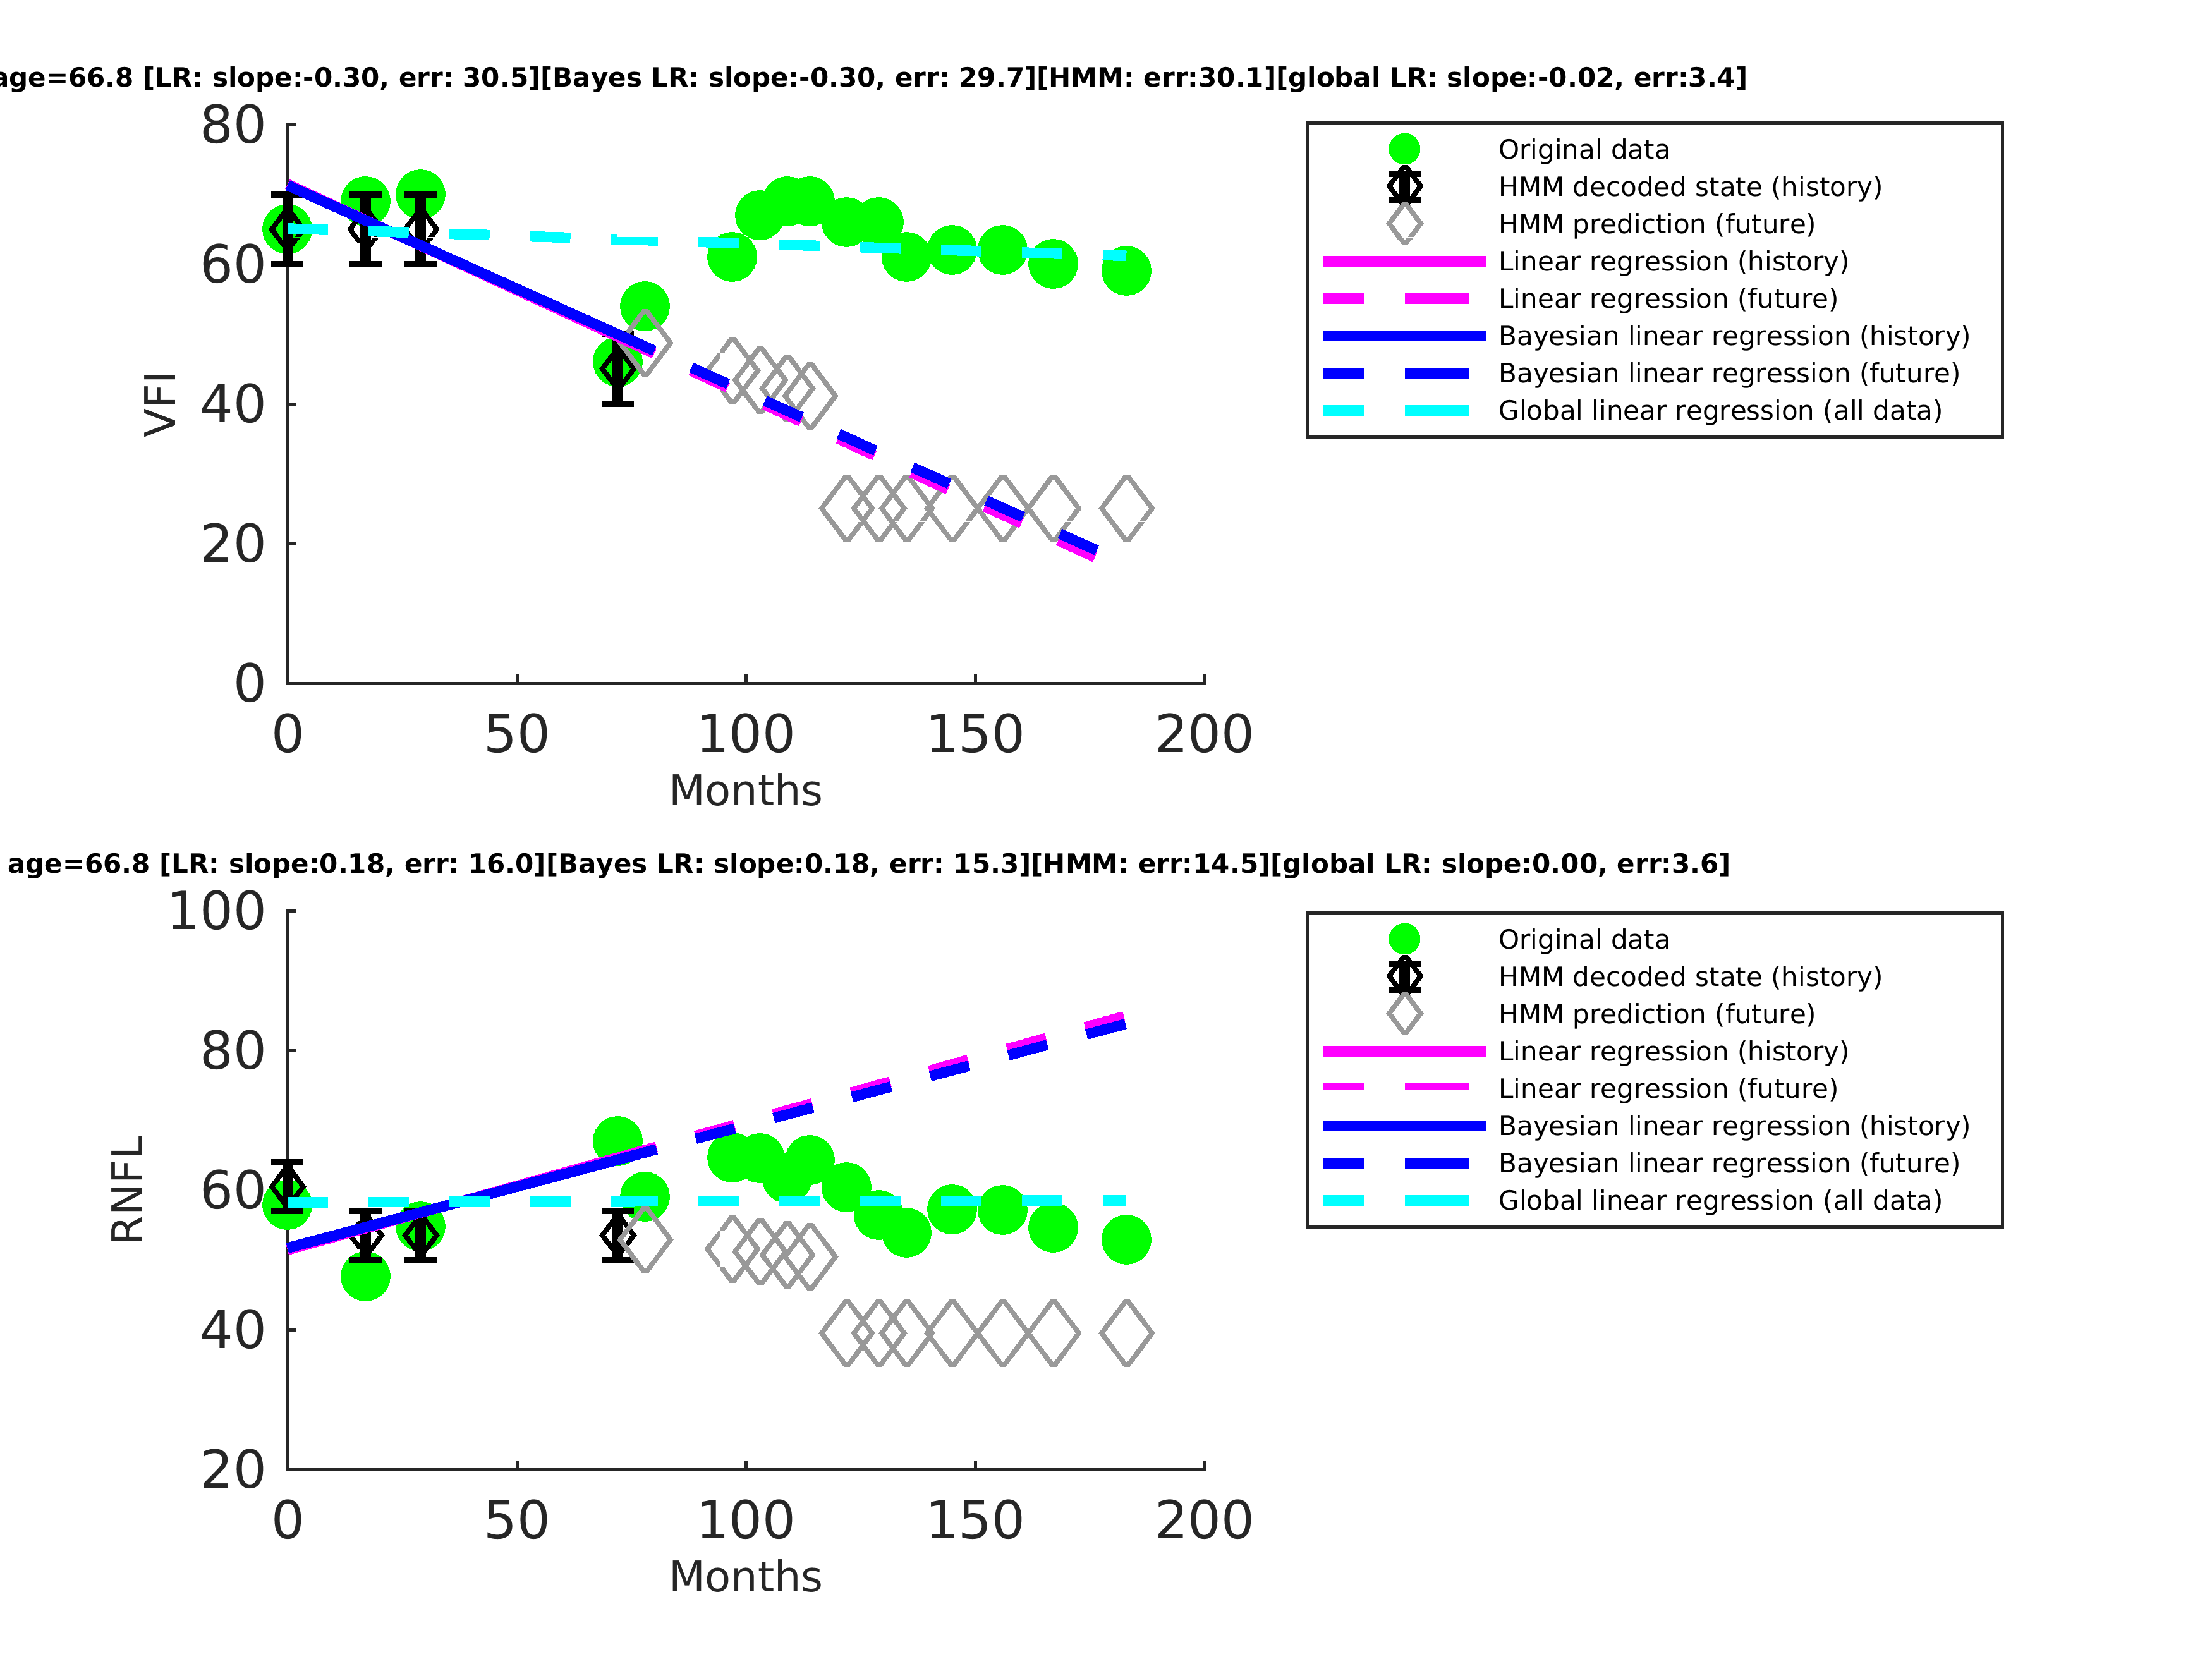 age=66.8 [LR: slope:-0.30, err: 30.5][Bayes LR: slope:-0.30, err: 29.7][HMM: err:30.1][global LR: slope:-0.02, err:3.4]
80
60
40
20
0
VFI
0 50 100 150 200
Months
Original data
HMM decoded state (history)
HMM prediction (future)
Linear regression (history)
Linear regression (future)
Bayesian linear regression (history)
Bayesian linear regression (future)
Global linear regression (all data)
age=66.8 [LR: slope:0.18, err: 16.0][Bayes LR: slope:0.18, err: 15.3][HMM: err:14.5][global LR: slope:0.00, err:3.6]
100
80
60
40
20
RNFL
0 50 100 150 200
Months
Original data
HMM decoded state (history)
HMM prediction (future)
Linear regression (history)
Linear regression (future)
Bayesian linear regression (history)
Bayesian linear regression (future)
Global linear regression (all data)